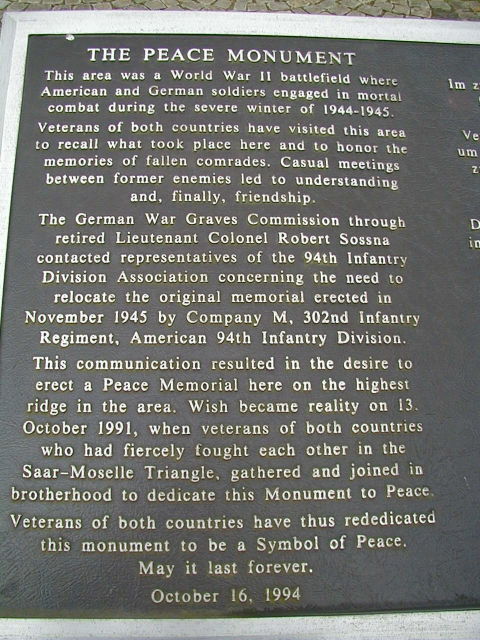 THE PEACE MONUMENT
This area was a World War II battlefield where
American and German soldiers engaged in mortal
combat during the severe winter of 1944-1945.
Veterans of both countries have visited this area
to recall what took place here and to honor the
memories of fallen comrades. Casual meetings
between former enemies led to understanding
and, finally, friendship.
The German War Graves Commission through
retired Lieutenant Colonel Robert Sossna
contacted representatives of the 94th Infantry
Division Association concerning the need to
relocate the original memorial erected in
November 1945 by Company M, 302nd Infantry
Regiment, American 94th Infantry Division.
This communication resulted in the desire to
erect a Peace Memorial here on the highest
ridge in the area. Wish became reality on 13.
October 1991, when veterans of both countries
who had fiercely fought each other in the
Saar-Moselle Triangle, gathered and joined in
brotherhood to dedicate this Monument to Peace.
Veterans of both countries have thus rededicated
this monument to be a Symbol of Peace.
May it last forever.
October 16, 1994
Im
Ve
um